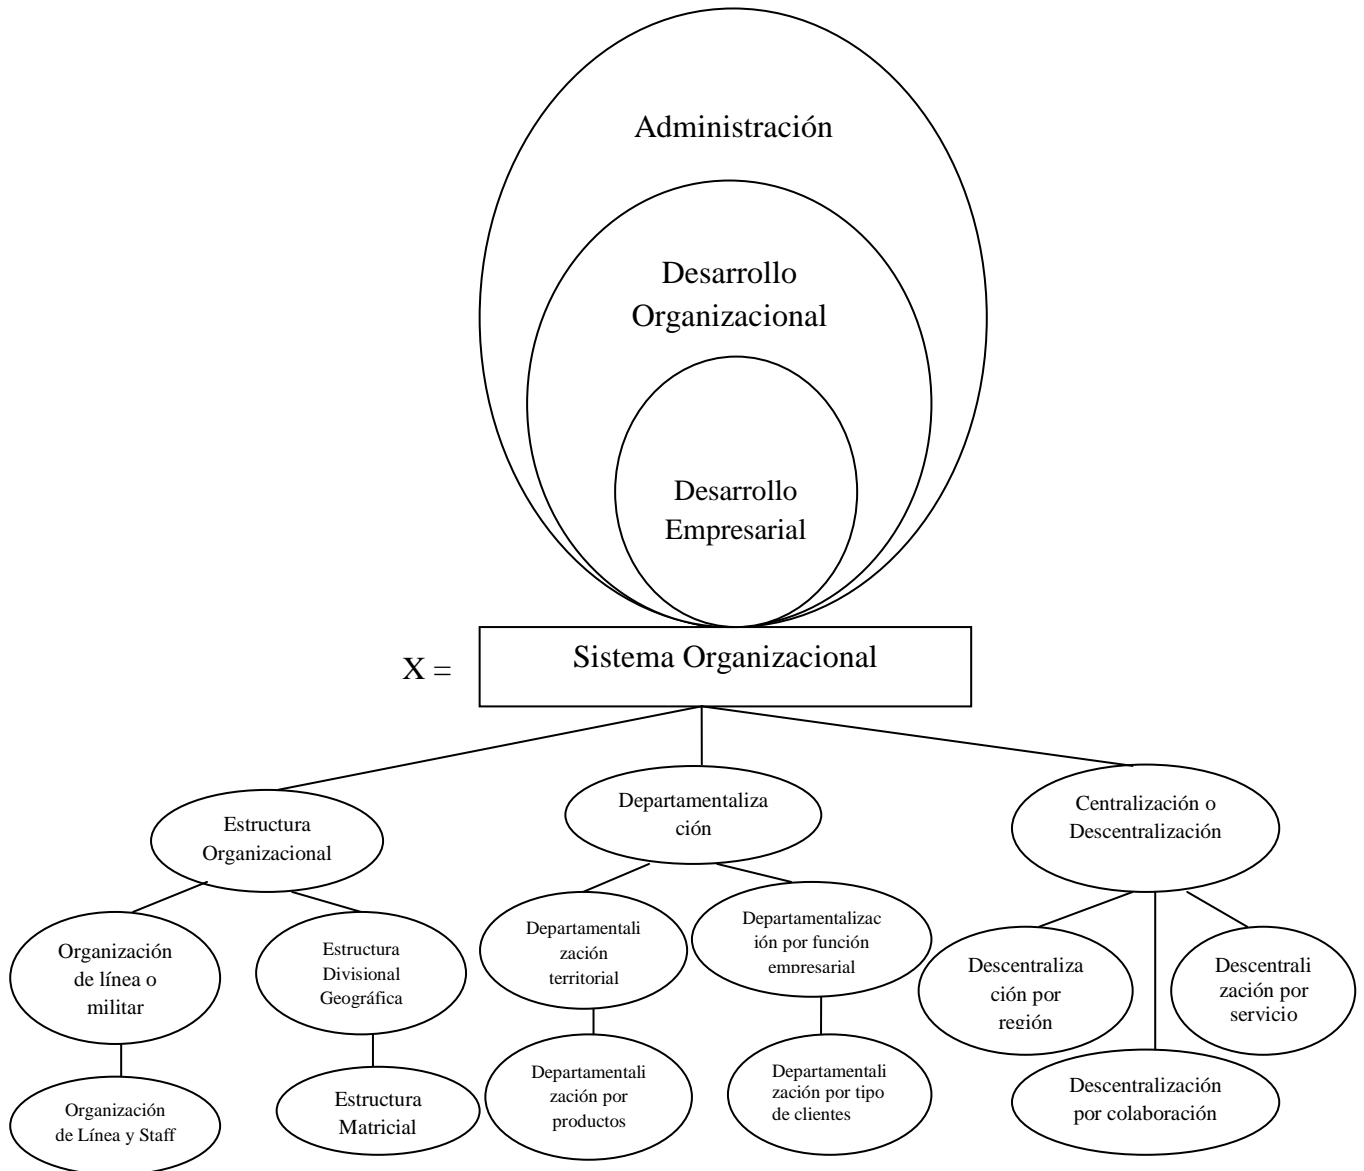 Administración
Desarrollo
Organizacional
Desarrollo
Empresarial
X =
Sistema Organizacional
Estructura
Organizacional
Departamentaliza
ción
Centralización o
Descentralización
Organización
de línea o
militar
Estructura
Divisional
Geográfica
Departamentali
zación
territorial
Departamentalizac
ión por función
empresarial
Descentraliza
ción por
región
Descentrali
zación por
servicio
Organización
de Línea y Staff
Estructura
Matricial
Departamentali
zación por
productos
Departamentali
zación por tipo
de clientes
Descentralización
por colaboración